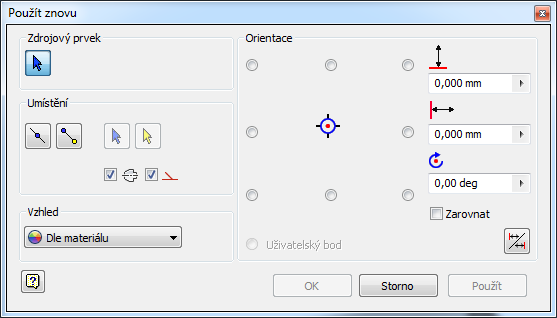 Použít znovu
Zdrojový prvek
Umístění
Vzhled
Dle materiálu
Orientace
0,000 mm
0,000 mm
0,00 deg
Zarovnat
Uživatelský bod
OK
Storno
Použít